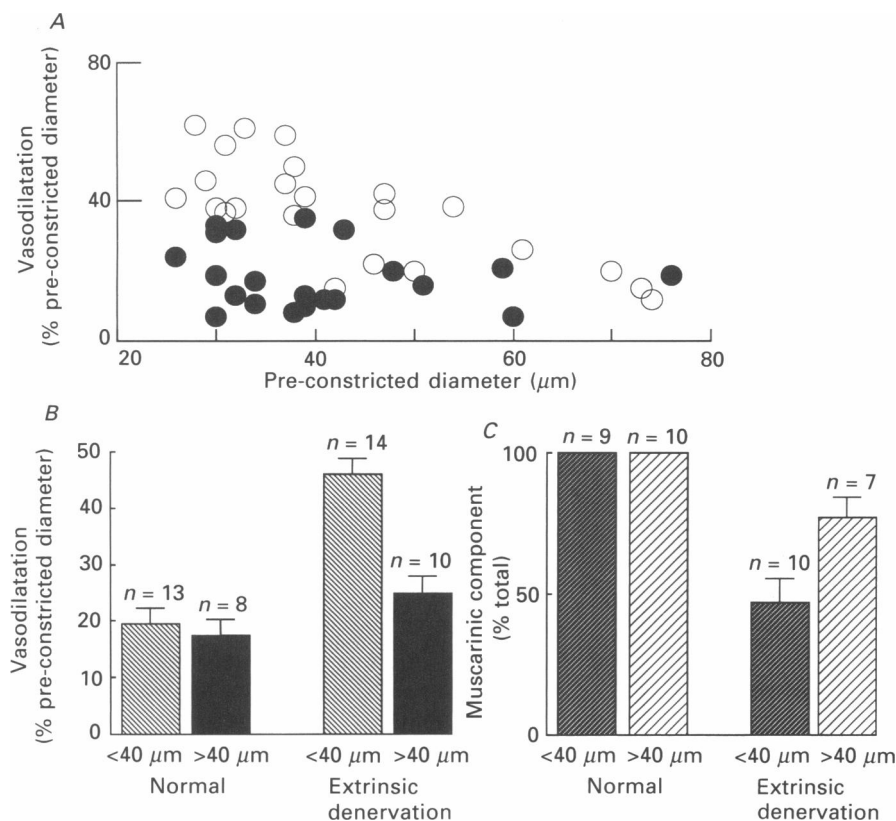 A
Vasodilatation
(% pre-constricted diameter)
80
40
0
20
40
60
80
Pre-constricted diameter (μm)
B
Vasodilatation
(% pre-constricted diameter)
50
40
30
20
10
0
n = 13
n = 8
n = 14
n = 10
<40 μm >40 μm
Normal
<40 μm >40 μm
Extrinsic
denervation
C
Muscarinic component
(% total)
100
50
0
n = 9
n = 10
n = 10
n = 7
<40 μm >40 μm
Normal
<40 μm >40 μm
Extrinsic
denervation